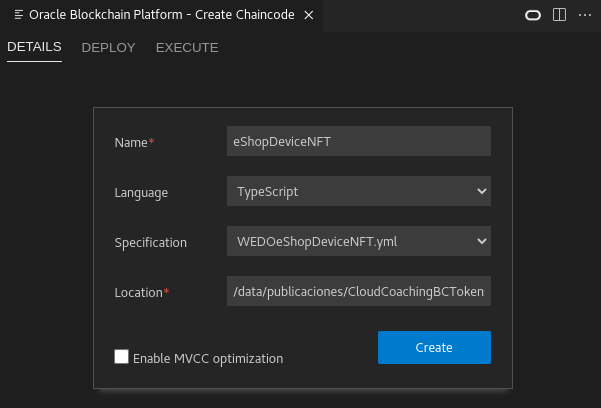 Oracle Blockchain Platform - Create Chaincode
DETAILS DEPLOY EXECUTE
Name* eShopDeviceNFT
Language TypeScript
Specification WEDOeShopDeviceNFT.yml
Location* /data/publicaciones/CloudCoachingBCToken
Enable MVCC optimization
Create